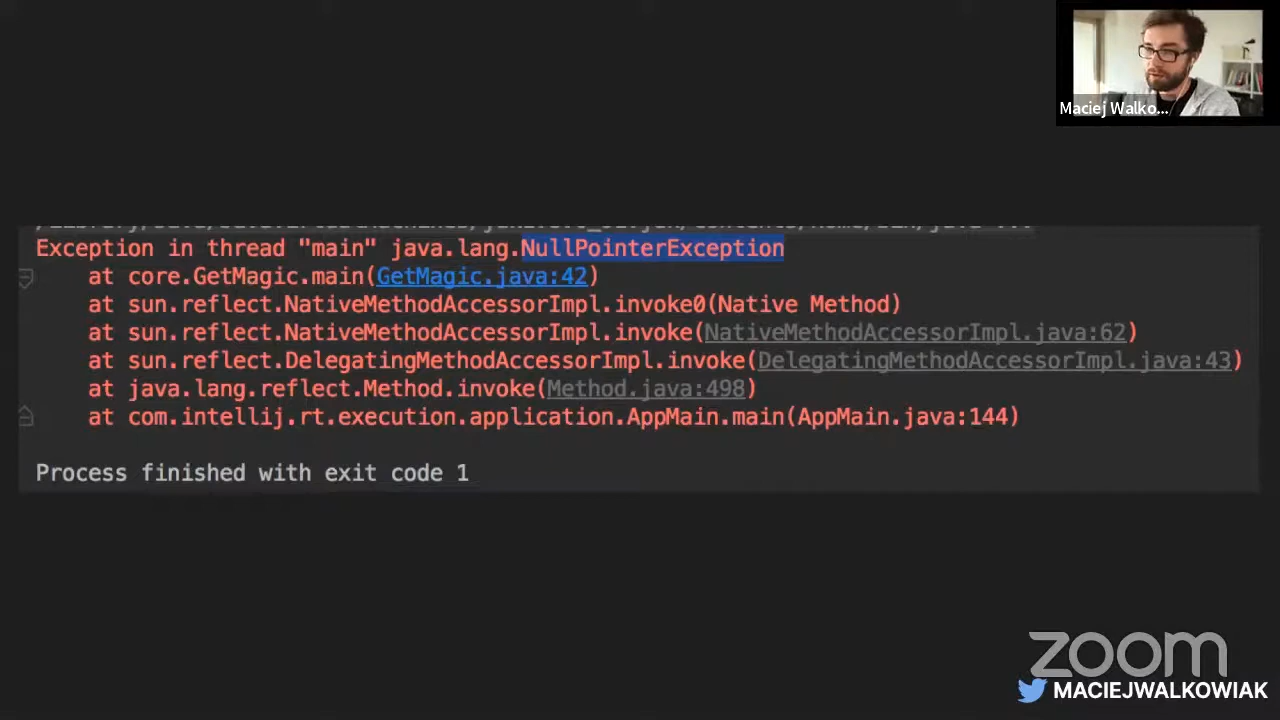 Maciej Walko...
Exception in thread "main" java.lang.NullPointerException
at core.GetMagic.main(GetMagic.java:42)
at sun.reflect.NativeMethodAccessorImpl.invoke0(Native Method)
at sun.reflect.NativeMethodAccessorImpl.invoke(NativeMethodAccessorImpl.java:62)
at sun.reflect.DelegatingMethodAccessorImpl.invoke(DelegatingMethodAccessorImpl.java:43)
at java.lang.reflect.Method.invoke(Method.java:498)
at com.intellij.rt.execution.application.AppMain.main(AppMain.java:144)
Process finished with exit code 1
zoom
MACIEJWALKOWIAK